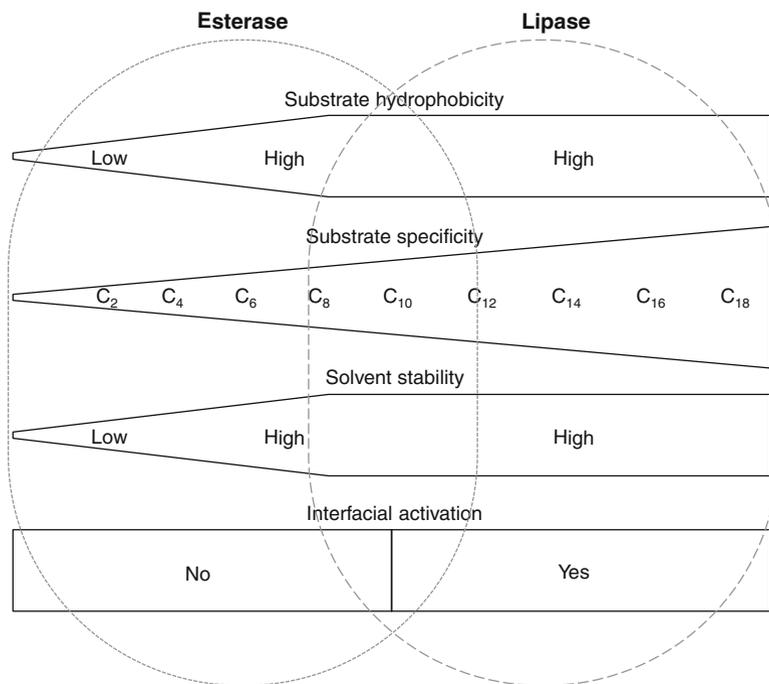 Esterase Lipase
Substrate hydrophobicity
Low High High
Substrate specificity
C₂ C₄ C₆ C₈ C₁₀ C₁₂ C₁₄ C₁₆ C₁₈
Solvent stability
Low High High
Interfacial activation
No Yes